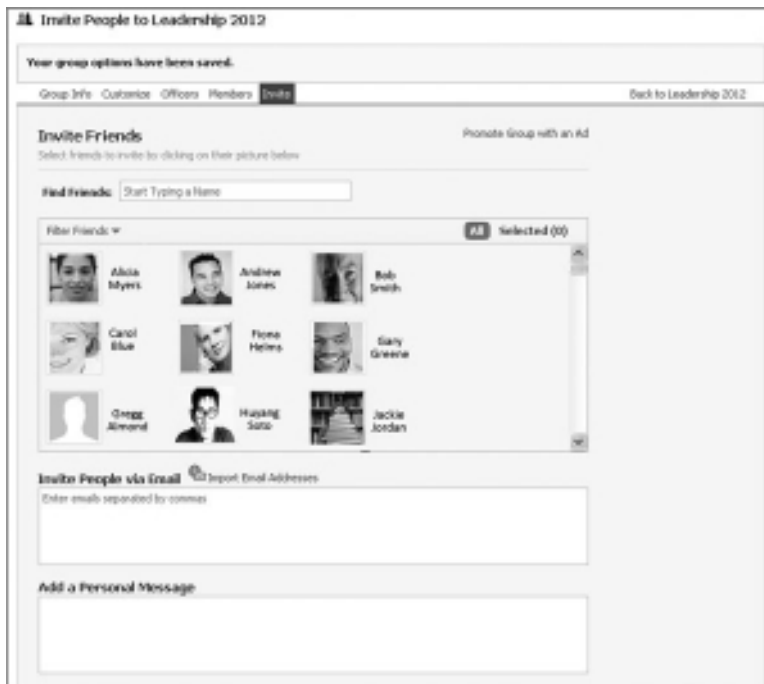 Invite People to Leadership 2012
Your group options have been saved.
Group Info Customize Officers Members Invite Back to Leadership 2012
Invite Friends Promote Group with an Ad
Select friends to invite by clicking on their picture below
Find Friends: Start Typing a Name
Filter Friends All Selected (0)
Alicia Myers
Andrew Jones
Bob Smith
Carol Blue
Fiona Helms
Gary Greene
Gregg Almond
Huyang Soto
Jackie Jordan
Invite People via Email Import Email Addresses
Enter emails separated by commas
Add a Personal Message